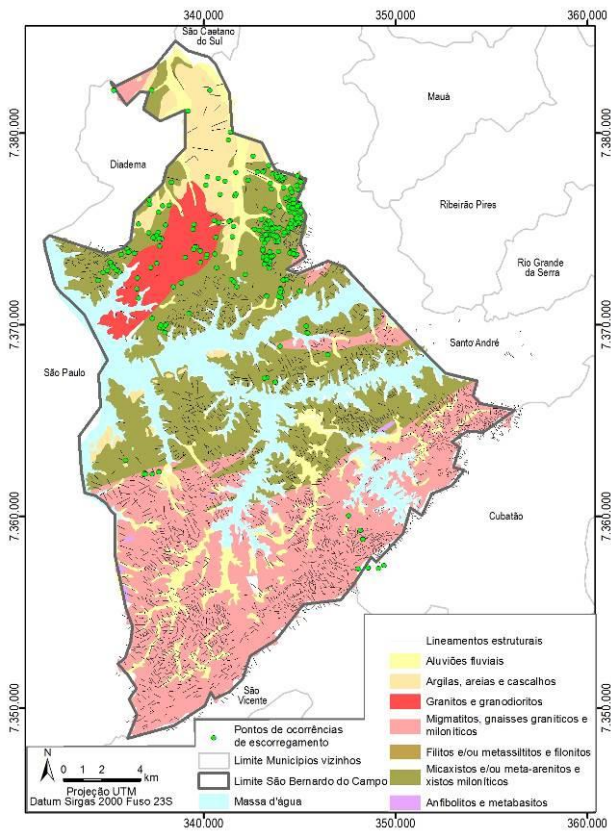 340.000
350.000
360.000
São Caetano
do Sul
Mauá
7.380.000
7.380.000
Diadema
Ribeirão Pires
Rio Grande
da Serra
7.370.000
7.370.000
Santo André
São Paulo
Cubatão
7.360.000
7.360.000
São
Vicente
7.350.000
7.350.000
Lineamentos estruturais
Aluviões fluviais
Argilas, areias e cascalhos
Granitos e granodioritos
Migmatitos, gnaisses graníticos e
miloníticos
Filitos e/ou metassiltitos e filonitos
Micaxistos e/ou meta-arenitos e
xistos miloníticos
Anfibolitos e metabasitos
Pontos de ocorrências
de escorregamento
Limite Municípios vizinhos
Limite São Bernardo do Campo
Massa d'água
N
0 2 4
km
Projeção UTM
Datum Sirgas 2000 Fuso 23S
340.000
350.000
360.000